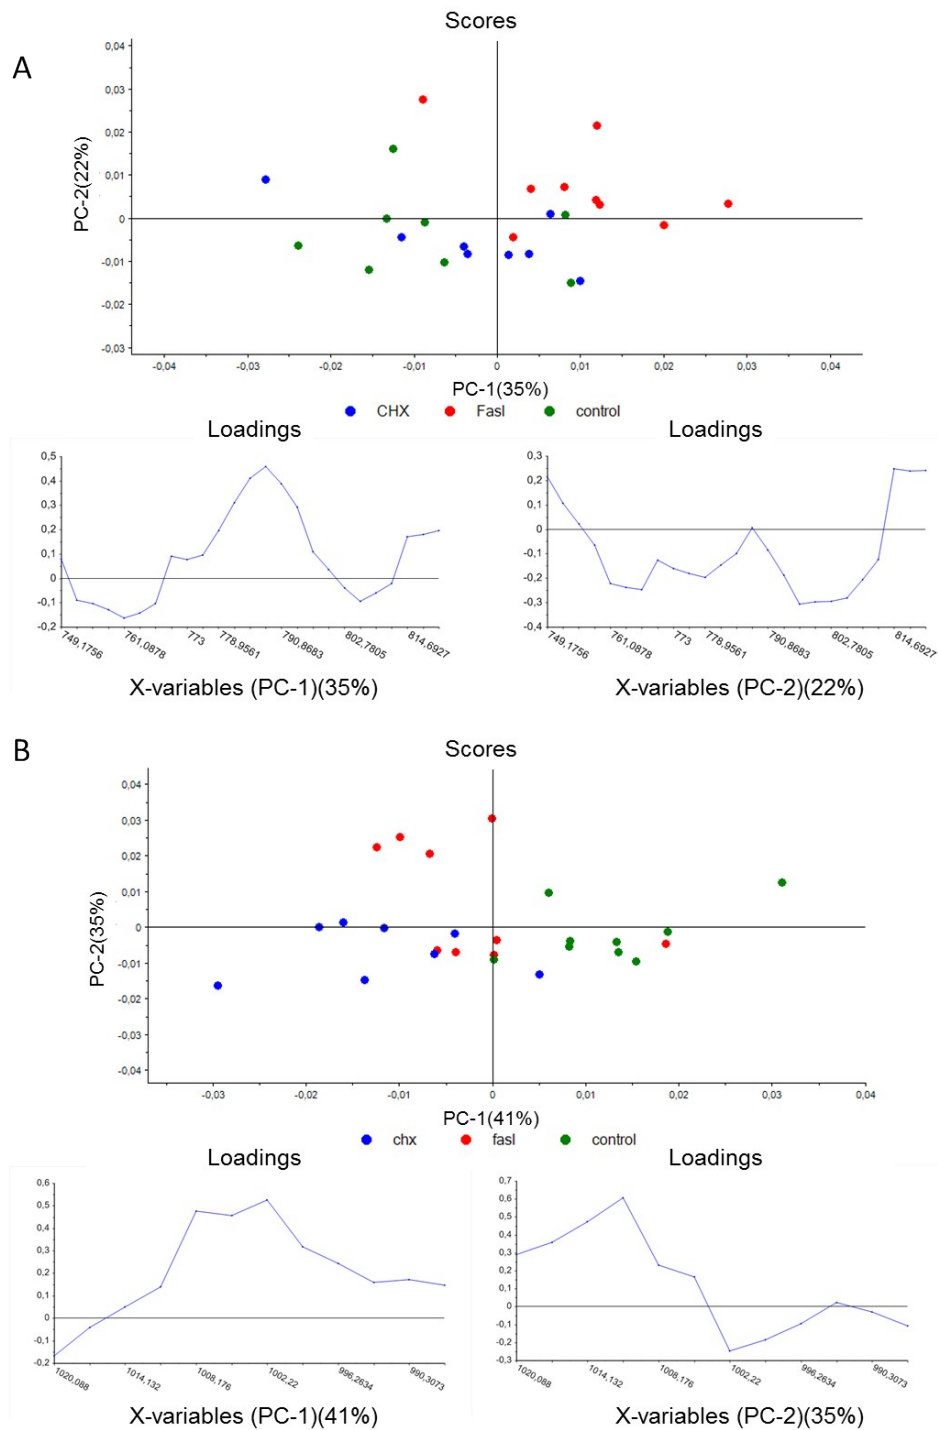 A
Scores
PC-2(22%)
0,04
0,03
0,02
0,01
0
-0,01
-0,02
-0,03
-0,04 -0,03 -0,02 -0,01 0 0,01 0,02 0,03 0,04
PC-1(35%)
CHX Fasl control
Loadings
0,5
0,4
0,3
0,2
0,1
0
-0,1
-0,2
749,1756 761,0878 773 778,9561 790,8683 802,7805 814,6927
X-variables (PC-1)(35%)
Loadings
0,3
0,2
0,1
0
-0,1
-0,2
-0,3
-0,4
749,1756 761,0878 773 778,9561 790,8683 802,7805 814,6927
X-variables (PC-2)(22%)
B
Scores
PC-2(35%)
0,04
0,03
0,02
0,01
0
-0,01
-0,02
-0,03
-0,04
-0,03 -0,02 -0,01 0 0,01 0,02 0,03 0,04
PC-1(41%)
chx fasl control
Loadings
0,6
0,5
0,4
0,3
0,2
0,1
0
-0,1
-0,2
1020,088 1014,132 1008,176 1002,22 996,2634 990,3073
X-variables (PC-1)(41%)
Loadings
0,7
0,6
0,5
0,4
0,3
0,2
0,1
0
-0,1
-0,2
-0,3
1020,088 1014,132 1008,176 1002,22 996,2634 990,3073
X-variables (PC-2)(35%)